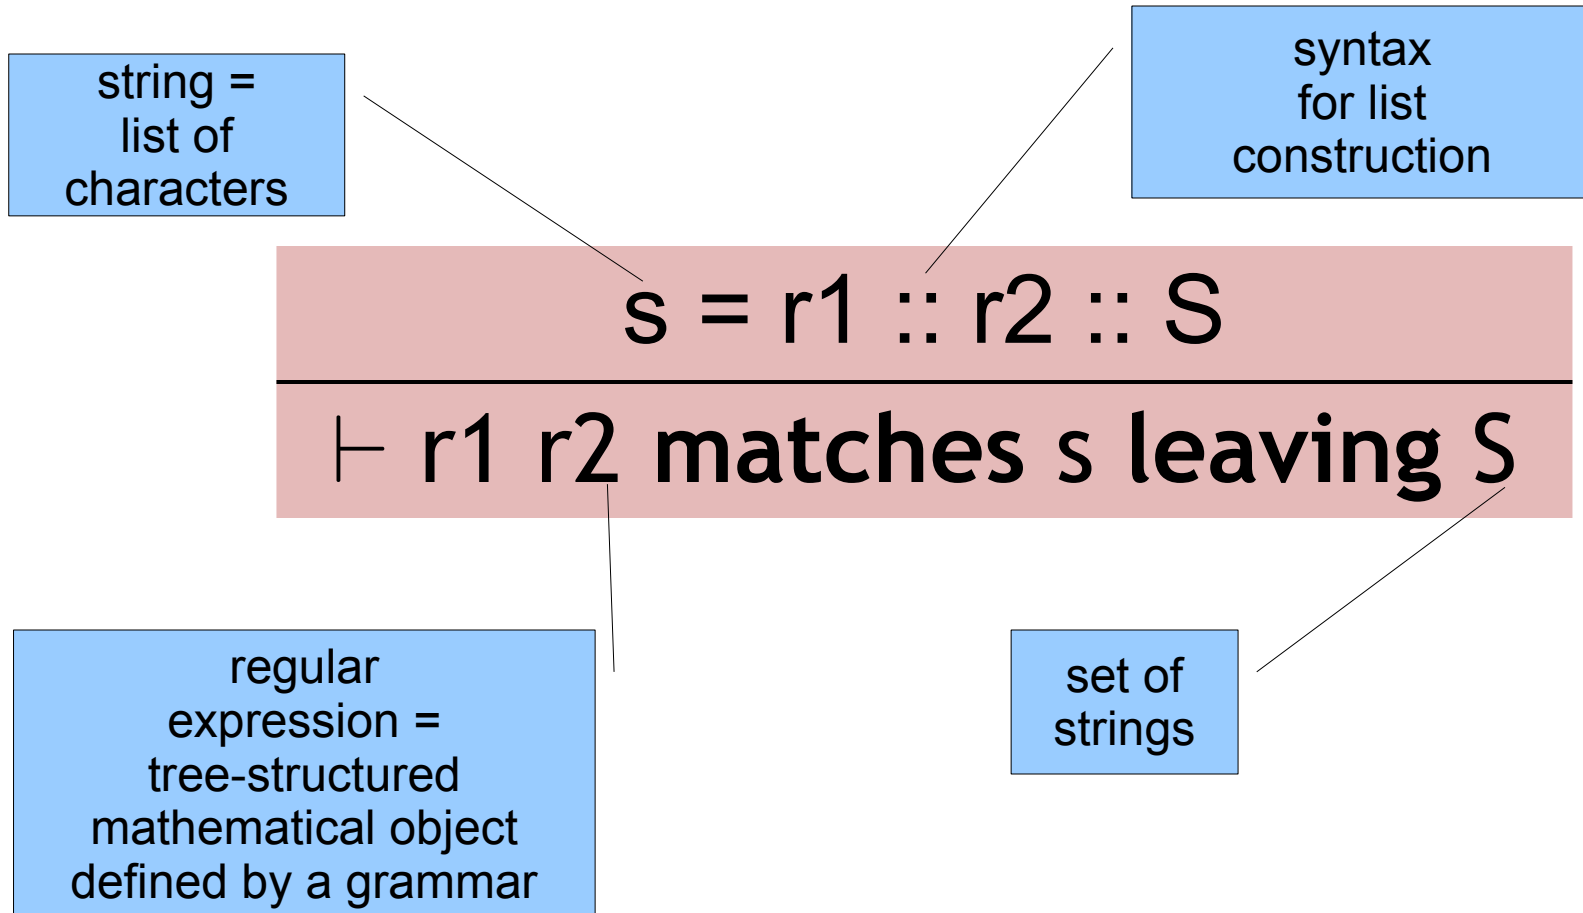 string =
list of
characters
syntax
for list
construction
s = r1 :: r2 :: S
⊢ r1 r2 matches s leaving S
regular
expression =
tree-structured
mathematical object
defined by a grammar
set of
strings